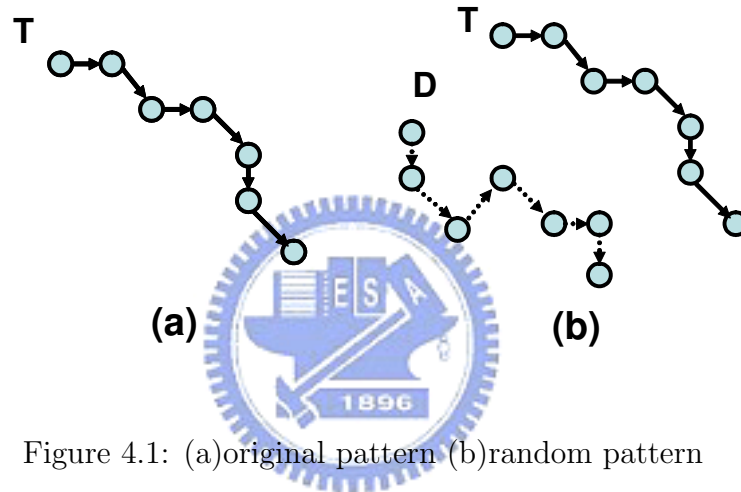 T
T
D
E S A
(a)
(b)
1896
Figure 4.1: (a)original pattern (b)random pattern